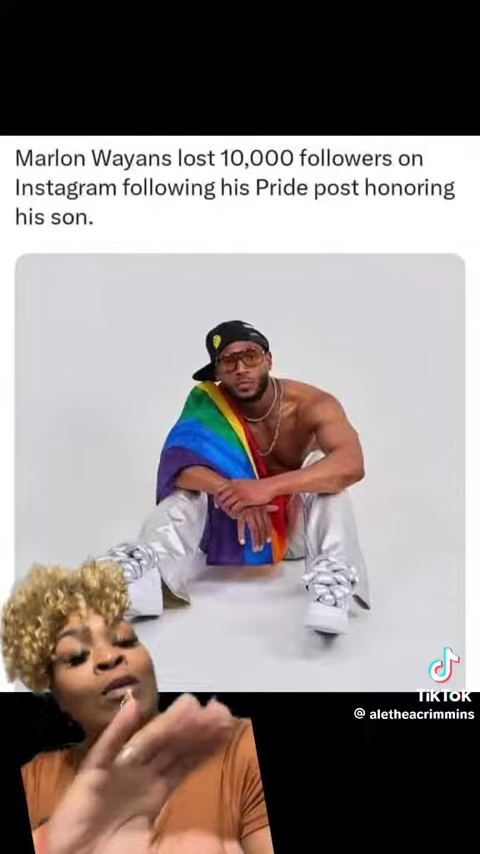 Marlon Wayans lost 10,000 followers on
Instagram following his Pride post honoring
his son.
TikTok
@ aletheacrimmins